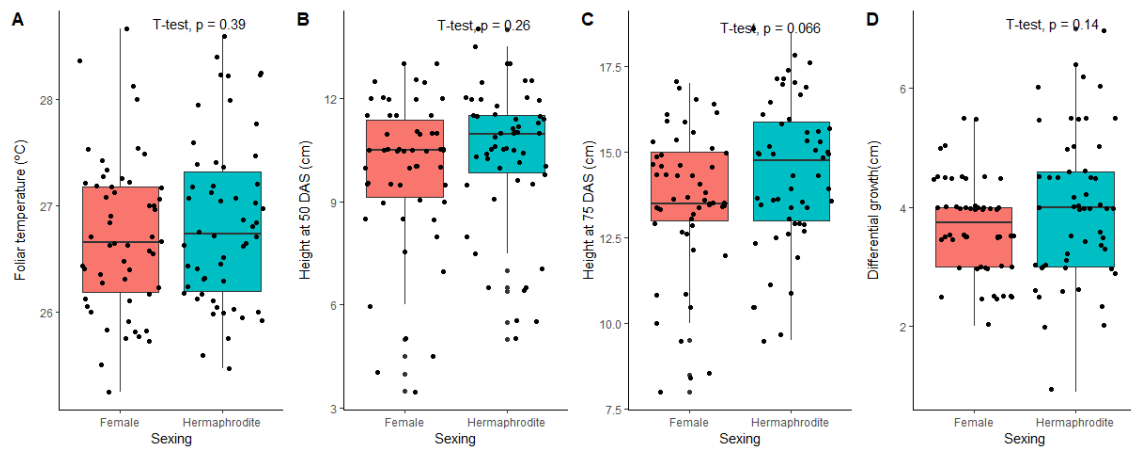 A
T-test, p = 0.39
Foliar temperature (ºC)
28
27
26
Female
Hermaphrodite
Sexing
B
T-test, p = 0.26
Height at 50 DAS (cm)
12
9
6
3
Female
Hermaphrodite
Sexing
C
T-test, p = 0.066
Height at 75 DAS (cm)
17.5
15.0
12.5
10.0
7.5
Female
Hermaphrodite
Sexing
D
T-test, p = 0.14
Differential growth(cm)
6
4
2
Female
Hermaphrodite
Sexing